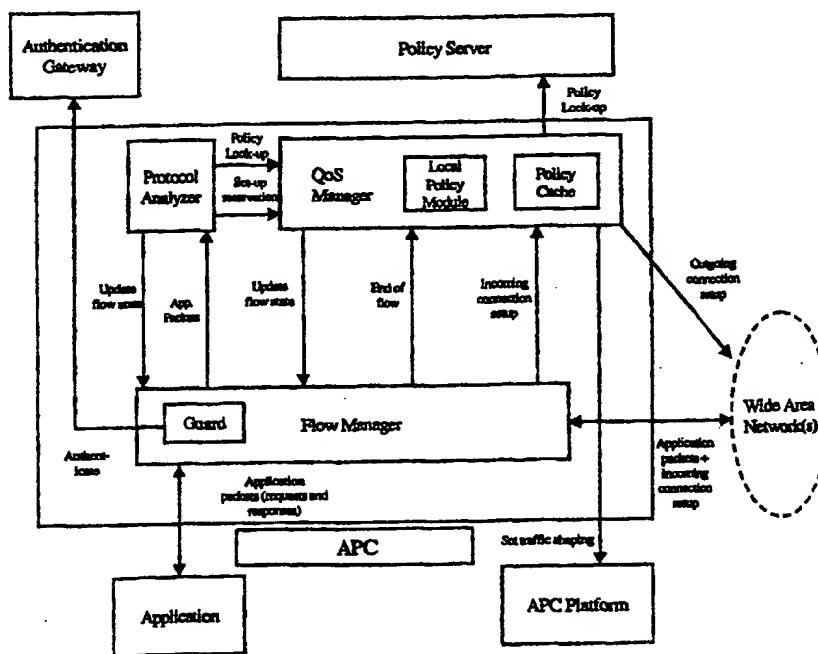 Authentication
Gateway
Policy Server
Policy
Look-up
Protocol
Analyzer
Policy
Look-up
Set-up
reservation
QoS
Manager
Local
Policy
Module
Policy
Cache
Update
flow state
App.
Packets
Update
flow state
End of
flow
Incoming
connection
setup
Outgoing
connection
setup
Guard
Flow Manager
Wide Area
Network(s)
Authent-
icate
Application
packets (requests and
responses)
Application
packets +
incoming
connection
setup
APC
Set traffic shaping
Application
APC Platform